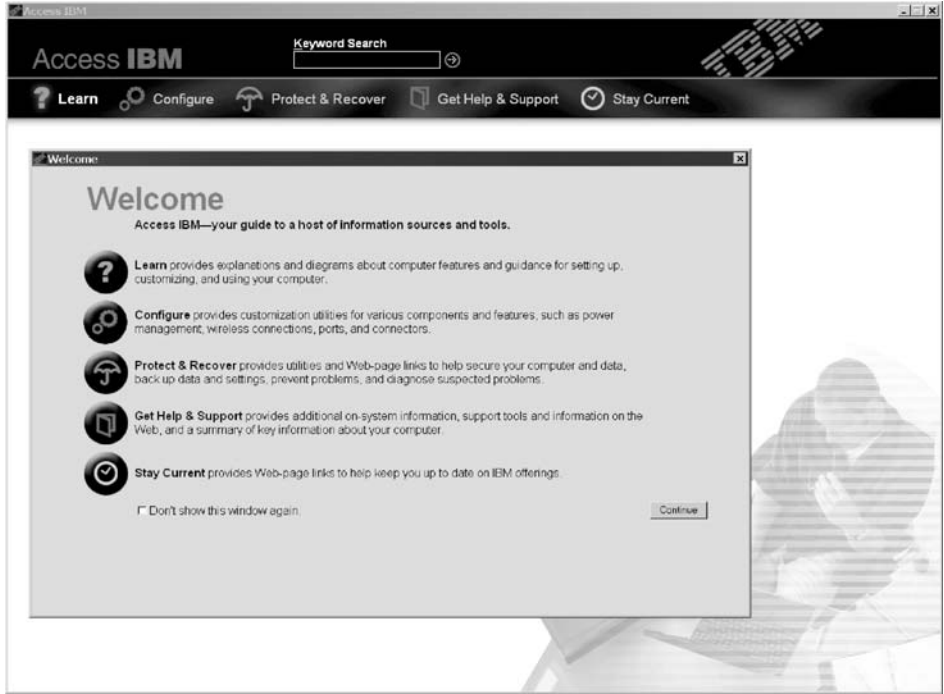 Access IBM
Keyword Search
Access IBM
IBM
Learn
Configure
Protect & Recover
Get Help & Support
Stay Current
Welcome
Welcome
Access IBM—your guide to a host of information sources and tools.
Learn provides explanations and diagrams about computer features and guidance for setting up,
customizing, and using your computer.
Configure provides customization utilities for various components and features, such as power
management, wireless connections, ports, and connectors.
Protect & Recover provides utilities and Web-page links to help secure your computer and data,
back up data and settings, prevent problems, and diagnose suspected problems.
Get Help & Support provides additional on-system information, support tools and information on the
Web, and a summary of key information about your computer.
Stay Current provides Web-page links to help keep you up to date on IBM offerings.
Don't show this window again.
Continue